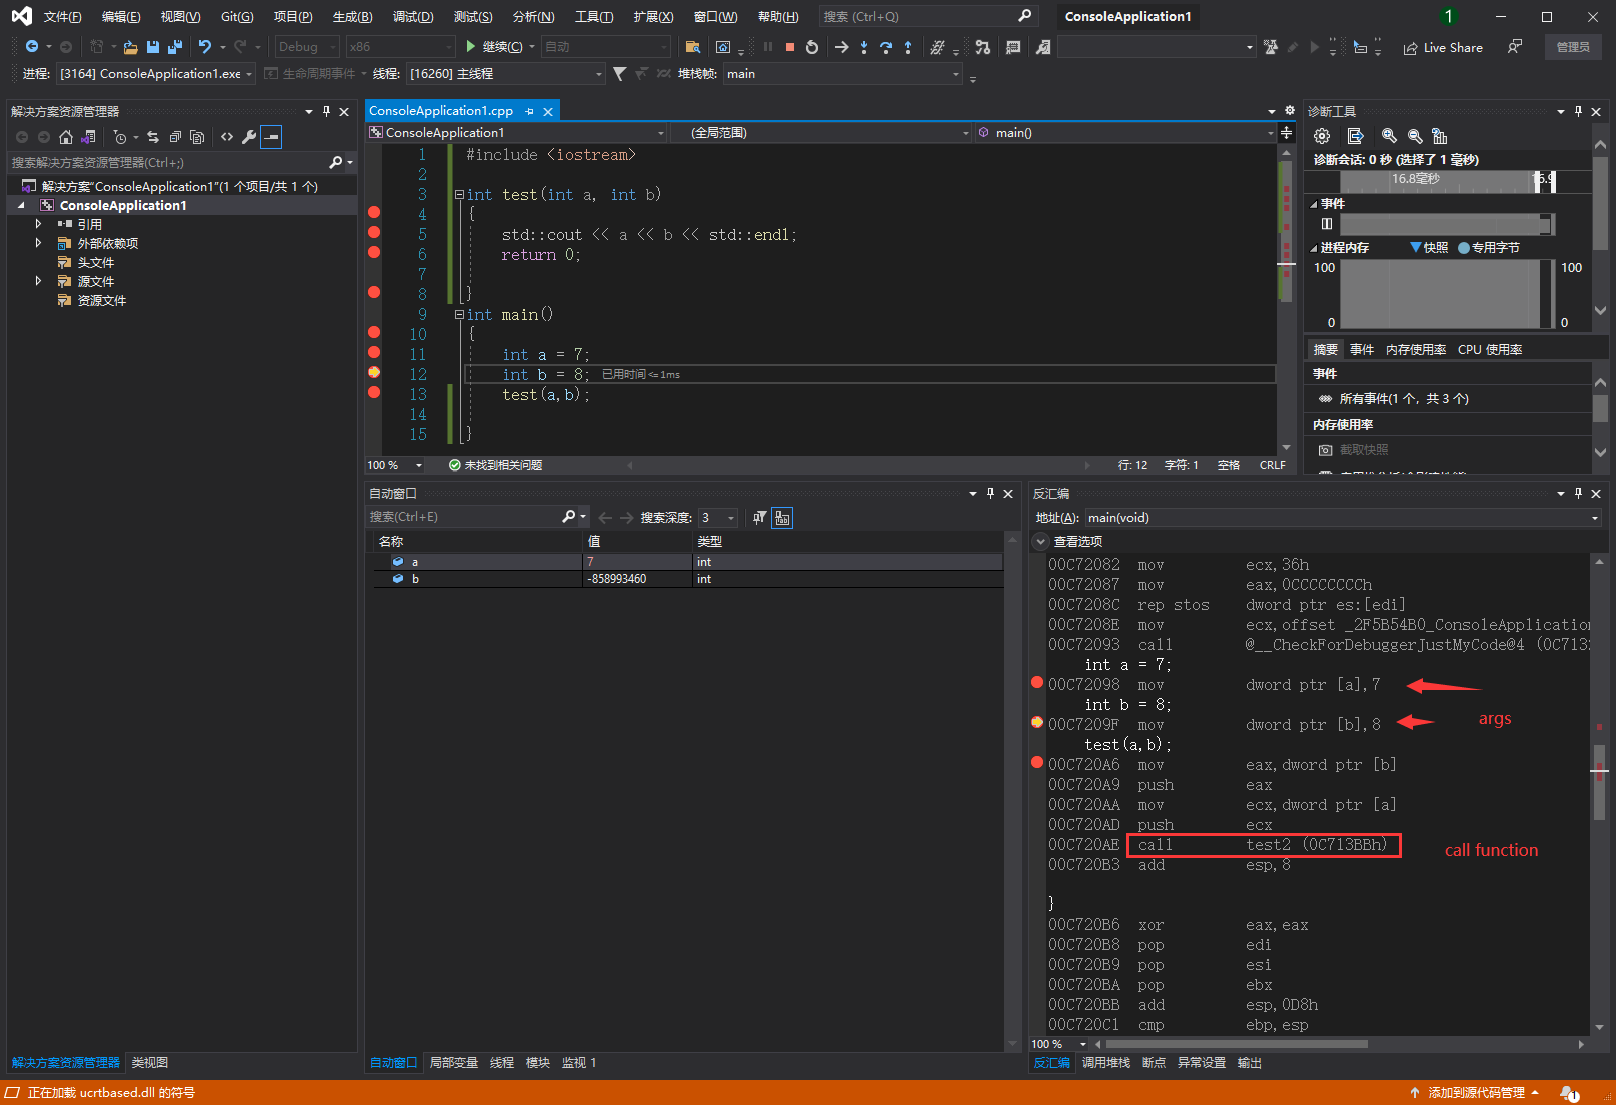 文件(F) 编辑(E) 视图(V) Git(G) 项目(P) 生成(B) 调试(D) 测试(S) 分析(N) 工具(T) 扩展(X) 窗口(W) 帮助(H) 搜索 (Ctrl+Q) ConsoleApplication1 1
Debug x86 继续(C) 自动 Live Share 管理员
进程: [3164] ConsoleApplication1.exe 生命周期事件 线程: [16260] 主线程 堆栈帧: main
解决方案资源管理器
搜索解决方案资源管理器(Ctrl+;)
解决方案"ConsoleApplication1"(1 个项目/共 1 个)
ConsoleApplication1
引用
外部依赖项
头文件
源文件
资源文件
解决方案资源管理器 类视图
ConsoleApplication1.cpp
ConsoleApplication1 (全局范围) main()
1 #include <iostream>
2
3 int test(int a, int b)
4 {
5 std::cout << a << b << std::endl;
6 return 0;
7
8 }
9 int main()
10 {
11 int a = 7;
12 int b = 8; 已用时间<=1ms
13 test(a,b);
14
15 }
100 % 未找到相关问题 行: 12 字符: 1 空格 CRLF
诊断工具
诊断会话: 0 秒 (选择了 1 毫秒)
16.8毫秒 16.9
事件
进程内存 快照 专用字节
100 100
0 0
摘要 事件 内存使用率 CPU 使用率
事件
所有事件(1 个，共 3 个)
内存使用率
截取快照
自动窗口
搜索(Ctrl+E) 搜索深度: 3
名称 值 类型
a 7 int
b -858993460 int
自动窗口 局部变量 线程 模块 监视 1
反汇编
地址(A): main(void)
查看选项
00C72082 mov ecx,36h
00C72087 mov eax,0CCCCCCCCh
00C7208C rep stos dword ptr es:[edi]
00C7208E mov ecx,offset _2F5B54B0_ConsoleApplication
00C72093 call @__CheckForDebuggerJustMyCode@4 (0C713
int a = 7;
00C72098 mov dword ptr [a],7
int b = 8;
args
00C7209F mov dword ptr [b],8
test(a,b);
00C720A6 mov eax,dword ptr [b]
00C720A9 push eax
00C720AA mov ecx,dword ptr [a]
00C720AD push ecx
00C720AE call test2 (0C713BBh) call function
00C720B3 add esp,8
}
00C720B6 xor eax,eax
00C720B8 pop edi
00C720B9 pop esi
00C720BA pop ebx
00C720BB add esp,0D8h
00C720C1 cmp ebp,esp
100 %
反汇编 调用堆栈 断点 异常设置 输出
正在加载 ucrtbased.dll 的符号 添加到源代码管理 1